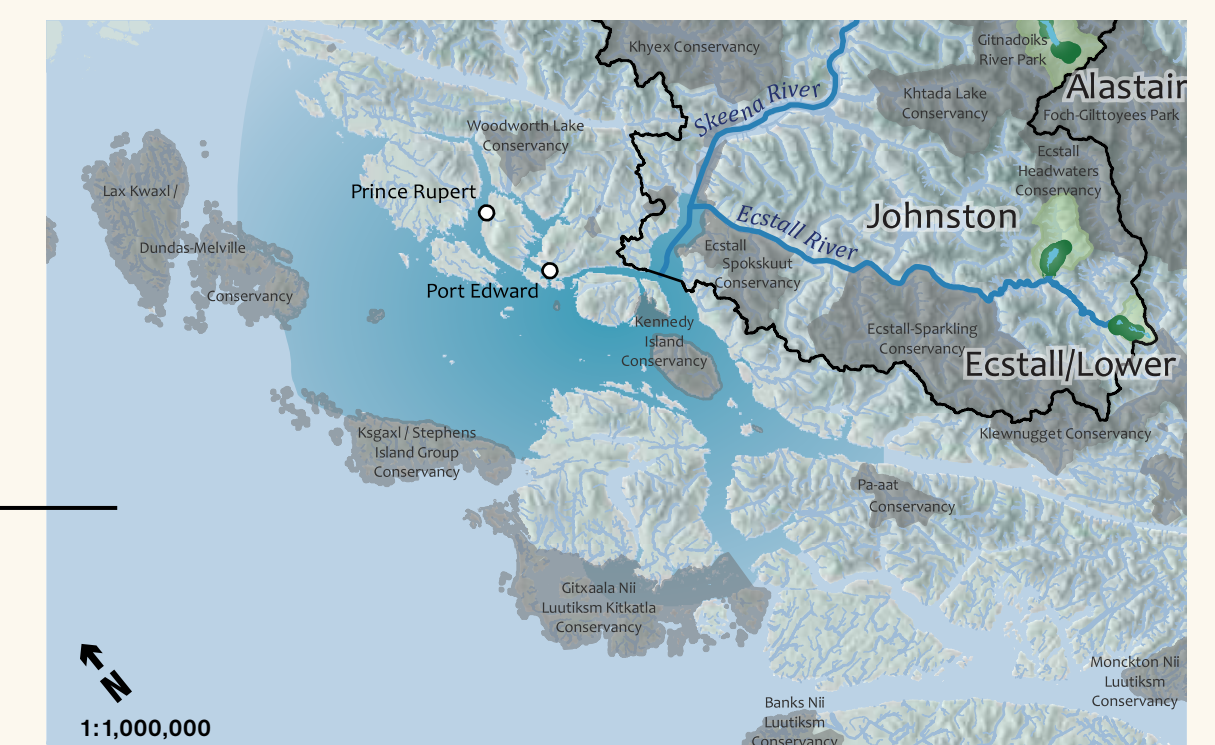 Khyex Conservancy
Gitnadoiks
River Park
Alastair
Foch-Gilttoyees Park
Khtada Lake
Conservancy
Skeena River
Woodworth Lake
Conservancy
Ecstall
Headwaters
Conservancy
Lax Kwaxl /
Dundas-Melville
Conservancy
Prince Rupert
Port Edward
Johnston
Ecstall River
Ecstall
Spokskuut
Conservancy
Kennedy
Island
Conservancy
Ecstall-Sparkling
Conservancy
Ecstall/Lower
Klewnugget Conservancy
Ksgaxl / Stephens
Island Group
Conservancy
Pa-aat
Conservancy
Gitxaala Nii
Luutiksm Kitkatla
Conservancy
Monckton Nii
Luutiksm
Conservancy
Banks Nii
Luutiksm
Conservancy
N
1:1,000,000